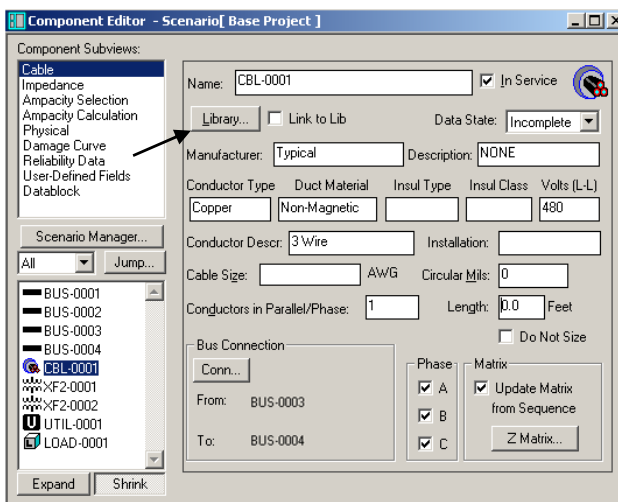 Component Editor - Scenario[ Base Project ]
Component Subviews:
Cable
Impedance
Ampacity Selection
Ampacity Calculation
Physical
Damage Curve
Reliability Data
User-Defined Fields
Datablock
Scenario Manager...
All
Jump...
BUS-0001
BUS-0002
BUS-0003
BUS-0004
CBL-0001
XF2-0001
XF2-0002
U UTIL-0001
LOAD-0001
Expand Shrink
Name: CBL-0001 In Service
Library... Link to Lib Data State: Incomplete
Manufacturer: Typical Description: NONE
Conductor Type Duct Material Insul Type Insul Class Volts (L-L)
Copper Non-Magnetic 480
Conductor Descr: 3 Wire Installation:
Cable Size: AWG Circular Mils: 0
Conductors in Parallel/Phase: 1 Length: 0.0 Feet
Do Not Size
Bus Connection
Conn...
From: BUS-0003
To: BUS-0004
Phase
A
B
C
Matrix
Update Matrix
from Sequence
Z Matrix...